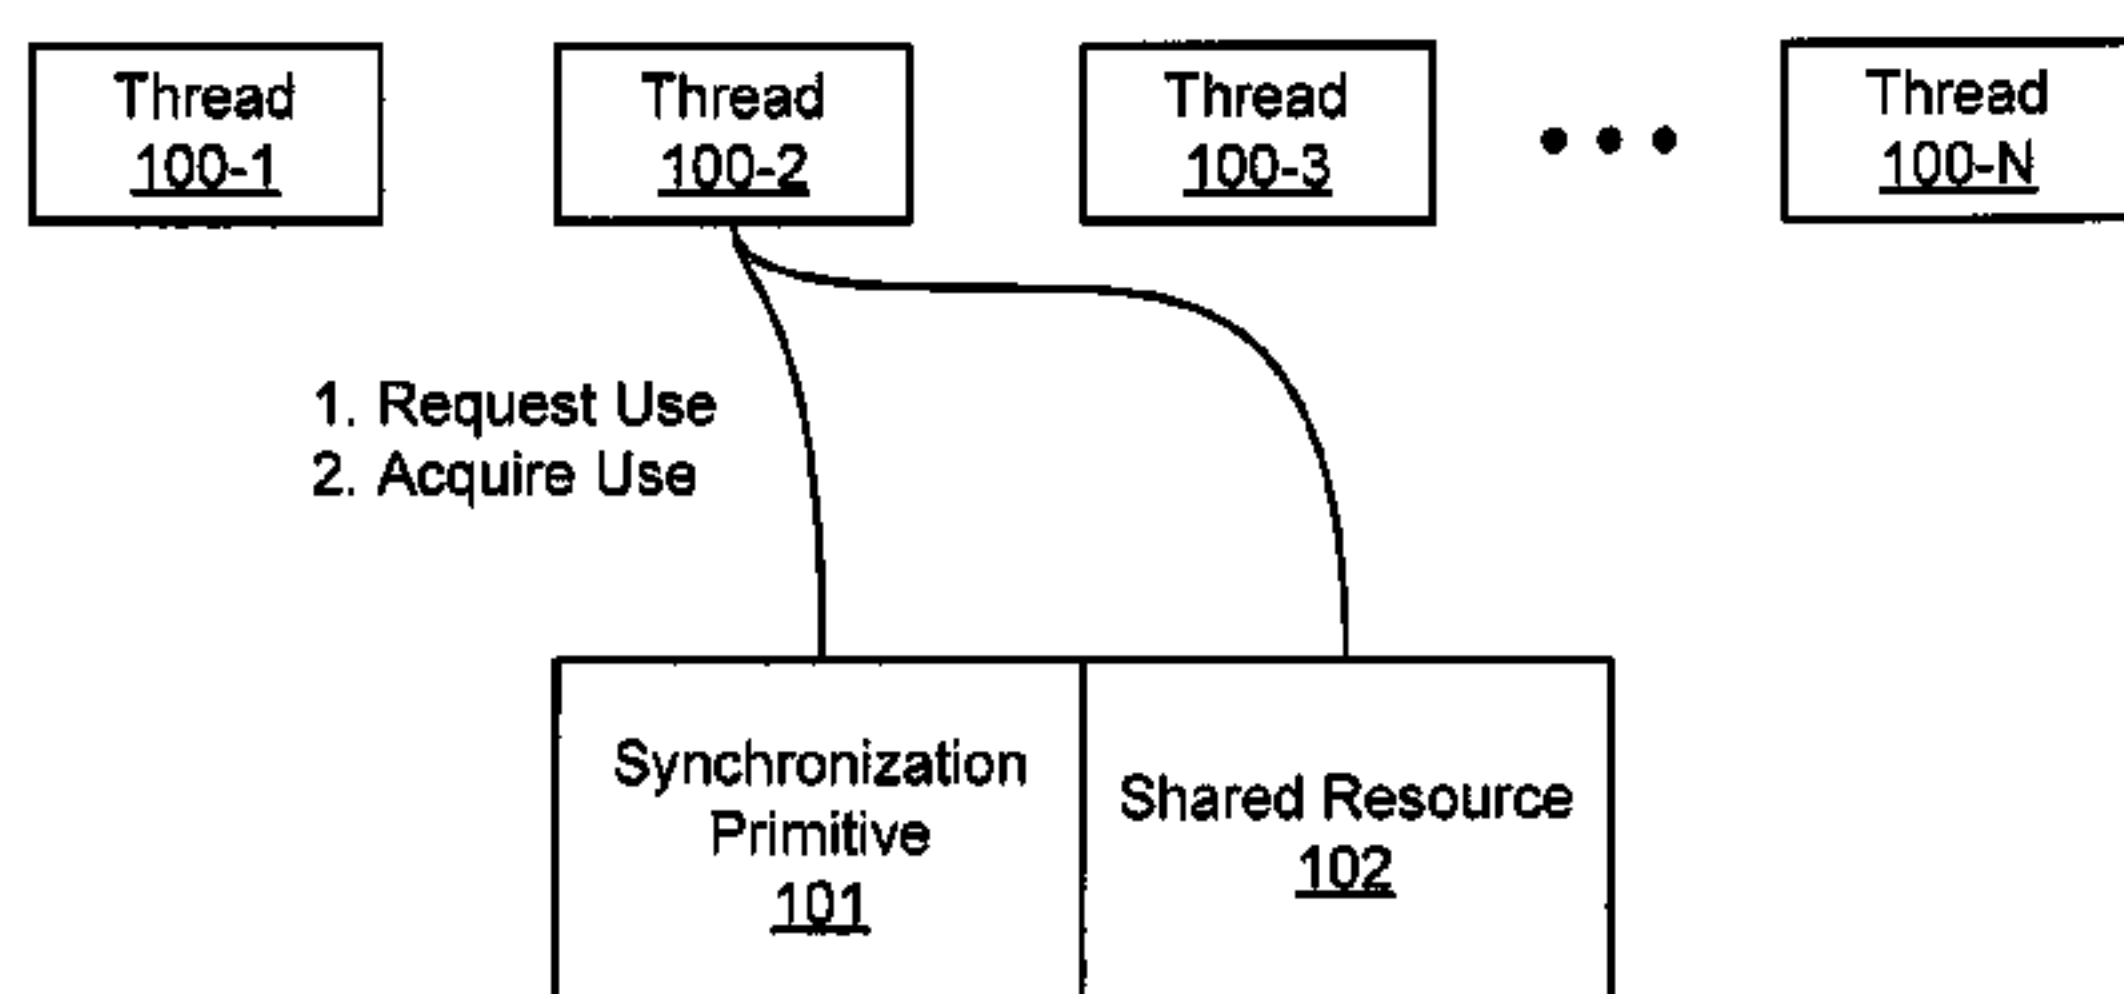 Thread
100-1
Thread
100-2
Thread
100-3
Thread
100-N
1. Request Use
2. Acquire Use
Synchronization
Primitive
101
Shared Resource
102